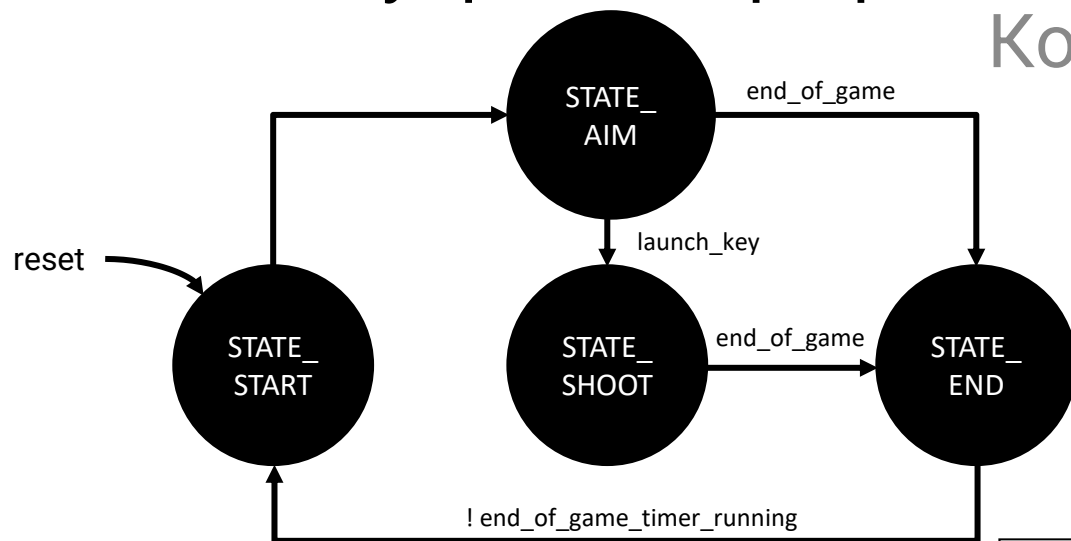 Ko
STATE_
AIM
end_of_game
launch_key
reset
STATE_
START
STATE_
SHOOT
end_of_game
STATE_
END
! end_of_game_timer_running